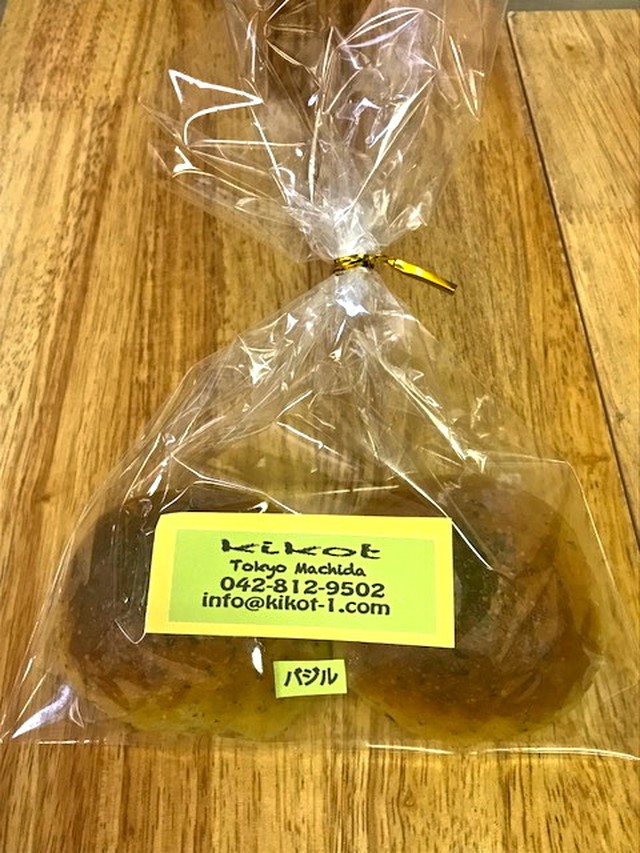 kikot
Tokyo Machida
042-812-9502
info@kikot-1.com
バジル